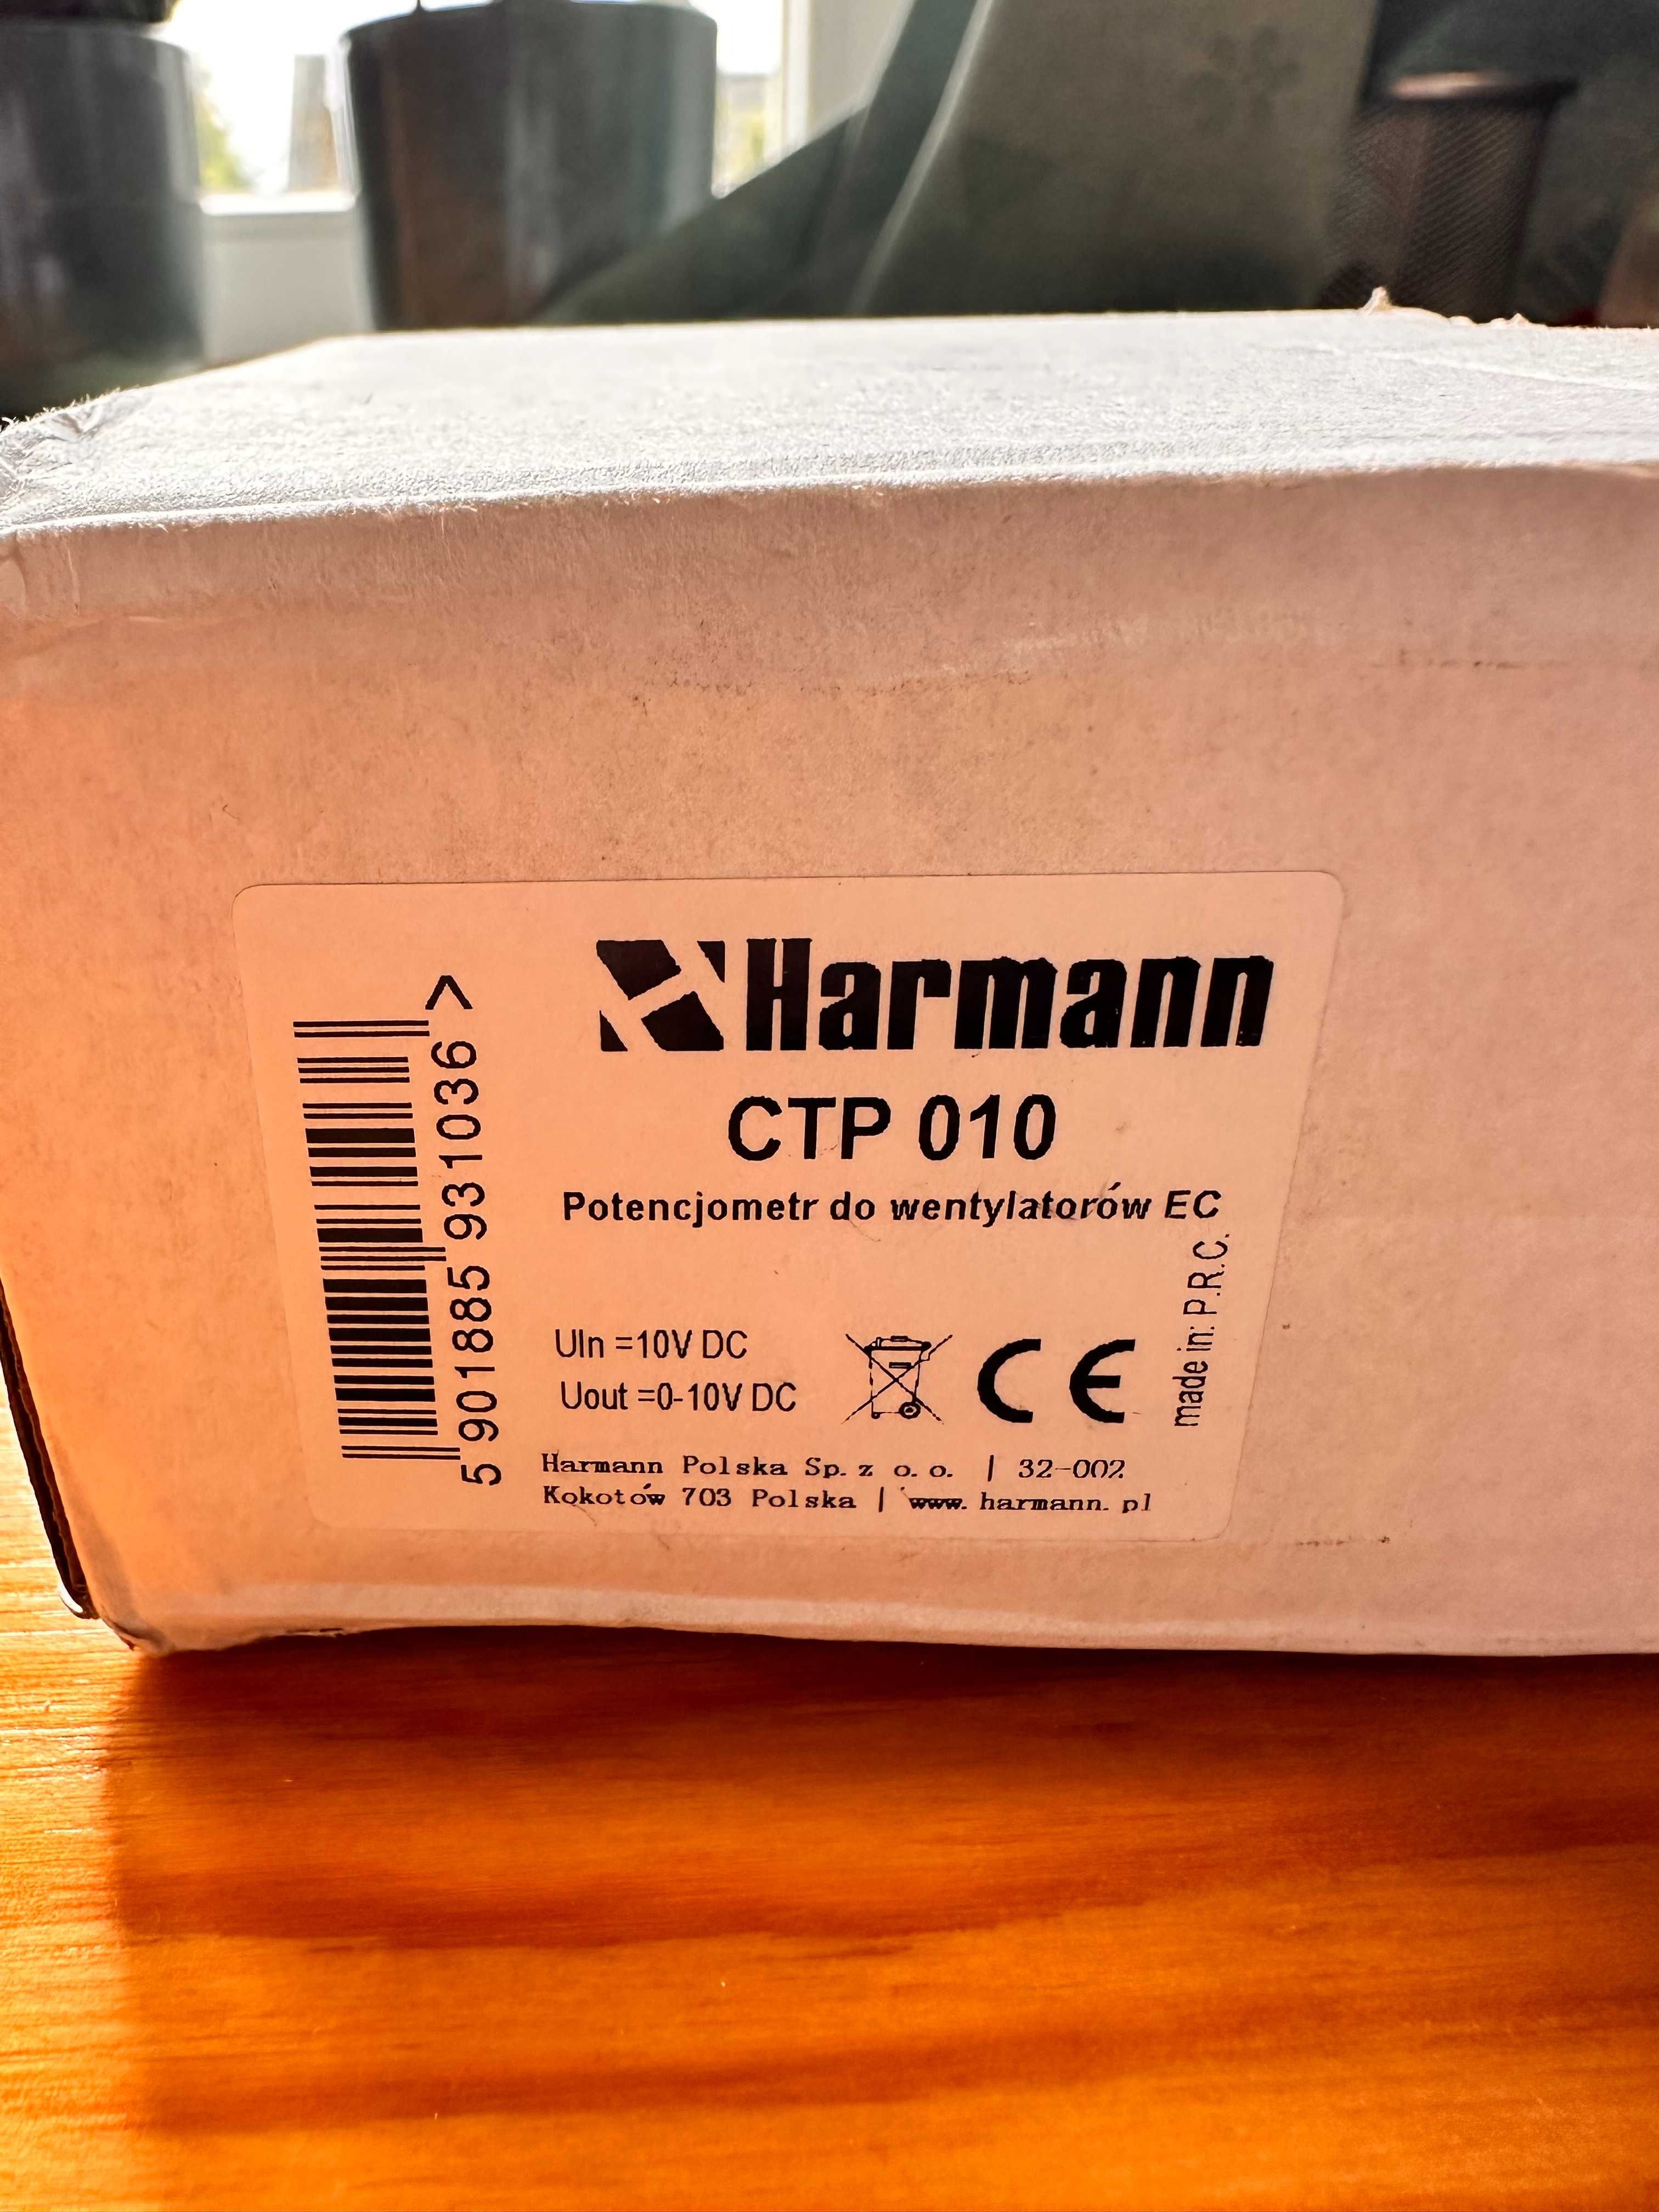 Harmann
CTP 010
Potencjometr do wentylatorów EC
UIn =10V DC
Uout =0-10V DC
CE
made in: P.R.C.
Harmann Polska Sp. z o. o. | 32-002
Kokotów 703 Polska | www. harmann. pl
5 901885 931036 >